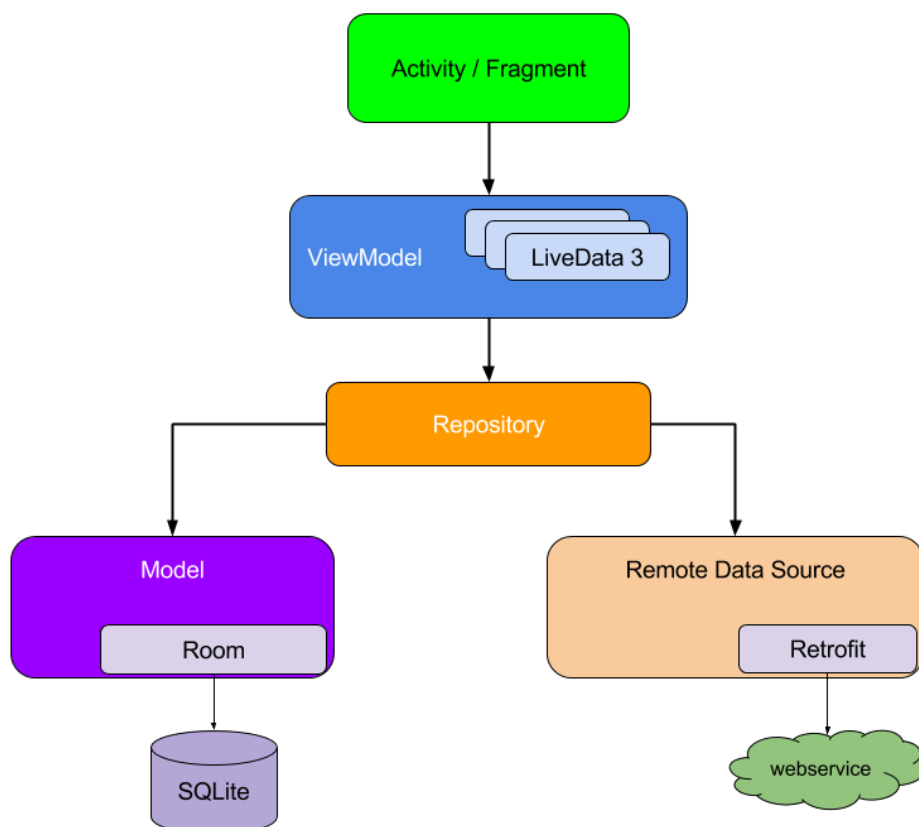 Activity / Fragment
ViewModel
LiveData 3
Repository
Model
Remote Data Source
Room
Retrofit
SQLite
webservice